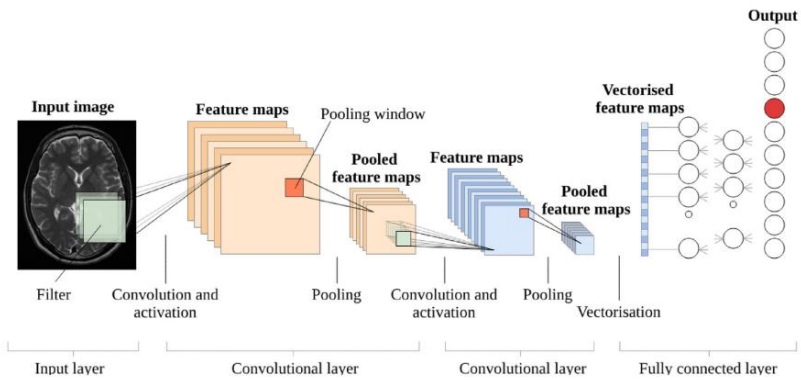 Output
Input image
Feature maps
Pooling window
Pooled
feature maps
Feature maps
Pooled
feature maps
Vectorised
feature maps
Filter
Convolution and
activation
Pooling
Convolution and
activation
Pooling
Vectorisation
Input layer
Convolutional layer
Convolutional layer
Fully connected layer